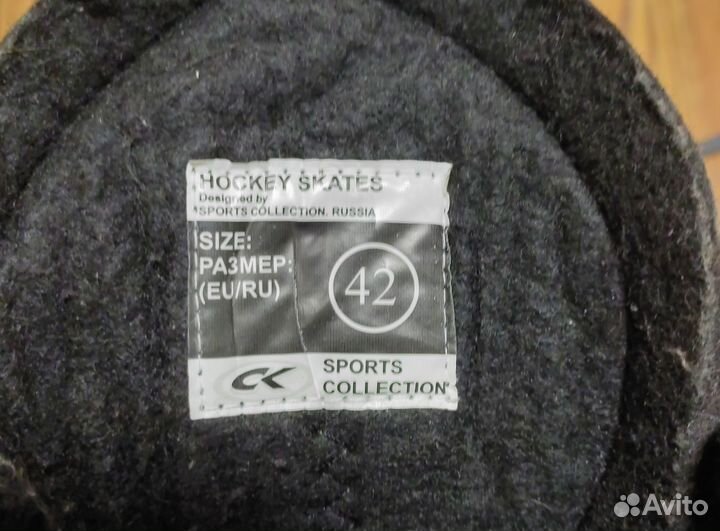 HOCKEY SKATES
Designed by
SPORTS COLLECTION. RUSSIA
SIZE:
РАЗМЕР:
(EU/RU)
42
CK
SPORTS
COLLECTION
Avito